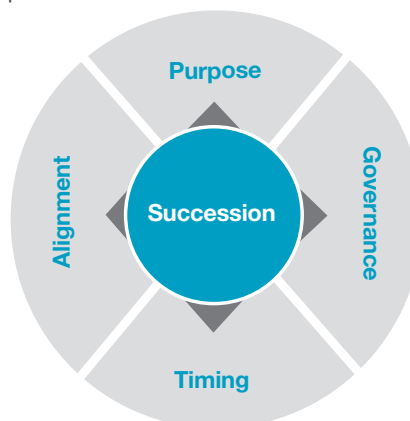 Purpose
Alignment
Succession
Governance
Timing